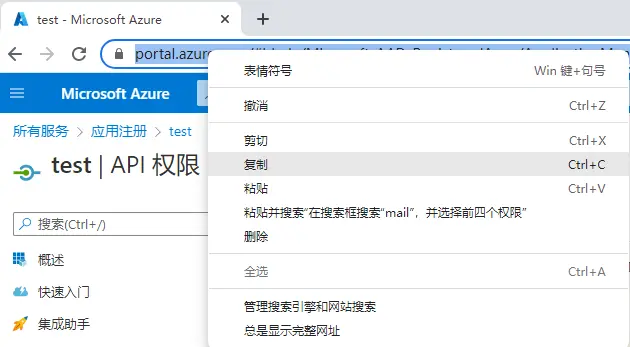 test - Microsoft Azure
portal.azure
表情符号 Win 键+句号
Microsoft Azure
撤消 Ctrl+Z
所有服务 > 应用注册 > test
剪切 Ctrl+X
test | API 权限
复制 Ctrl+C
粘贴 Ctrl+V
粘贴并搜索“在搜索框搜索“mail”，并选择前四个权限”
搜索(Ctrl+/)
删除
概述
全选 Ctrl+A
快速入门
管理搜索引擎和网站搜索
集成助手
总是显示完整网址